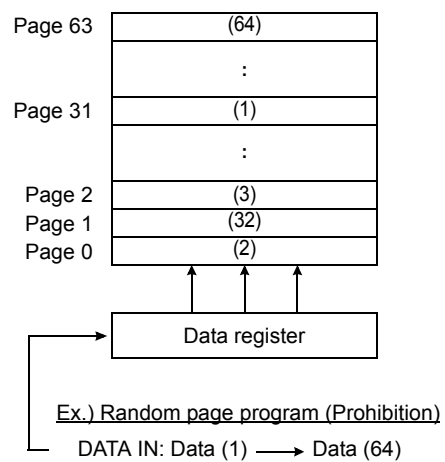 Page 63 (64)
:
Page 31 (1)
:
Page 2 (3)
Page 1 (32)
Page 0 (2)
Data register
Ex.) Random page program (Prohibition)
DATA IN: Data (1) → Data (64)